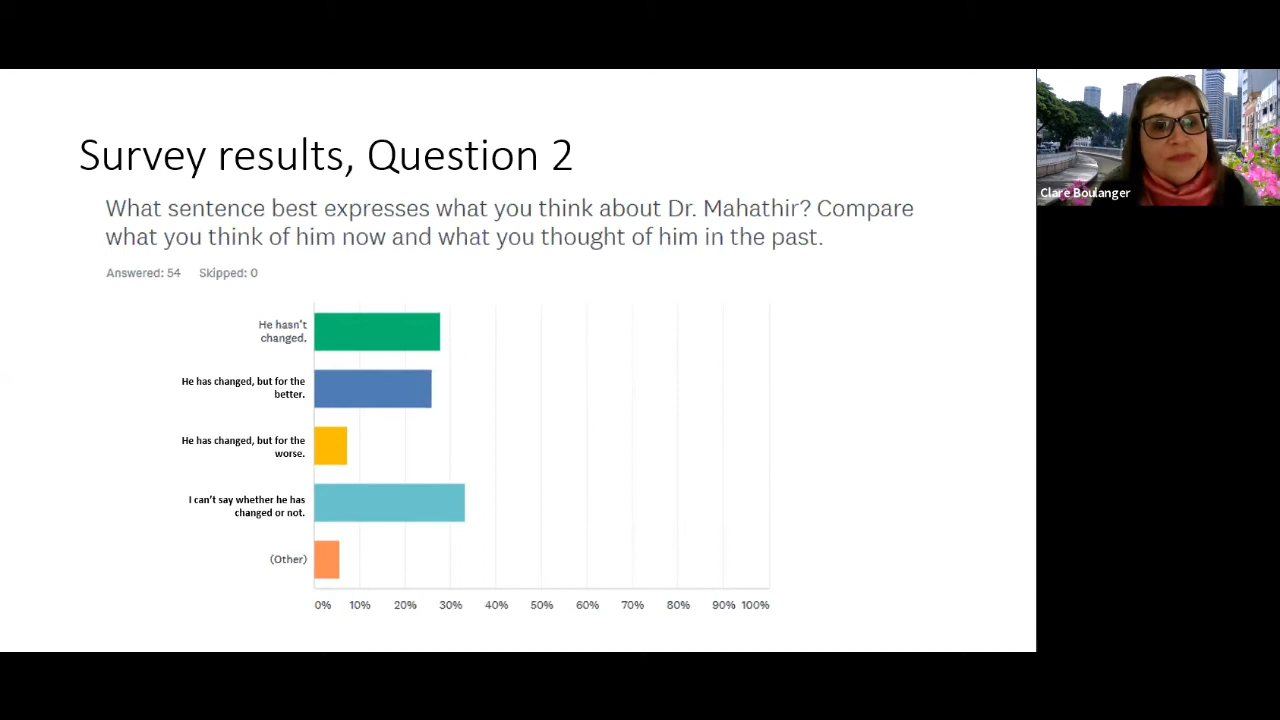 Survey results, Question 2
What sentence best expresses what you think about Dr. Mahathir? Compare
what you think of him now and what you thought of him in the past.
Answered: 54 Skipped: 0
He hasn't
changed.
He has changed, but for the
better.
He has changed, but for the
worse.
I can't say whether he has
changed or not.
(Other)
0% 10% 20% 30% 40% 50% 60% 70% 80% 90% 100%
Clare Boulanger